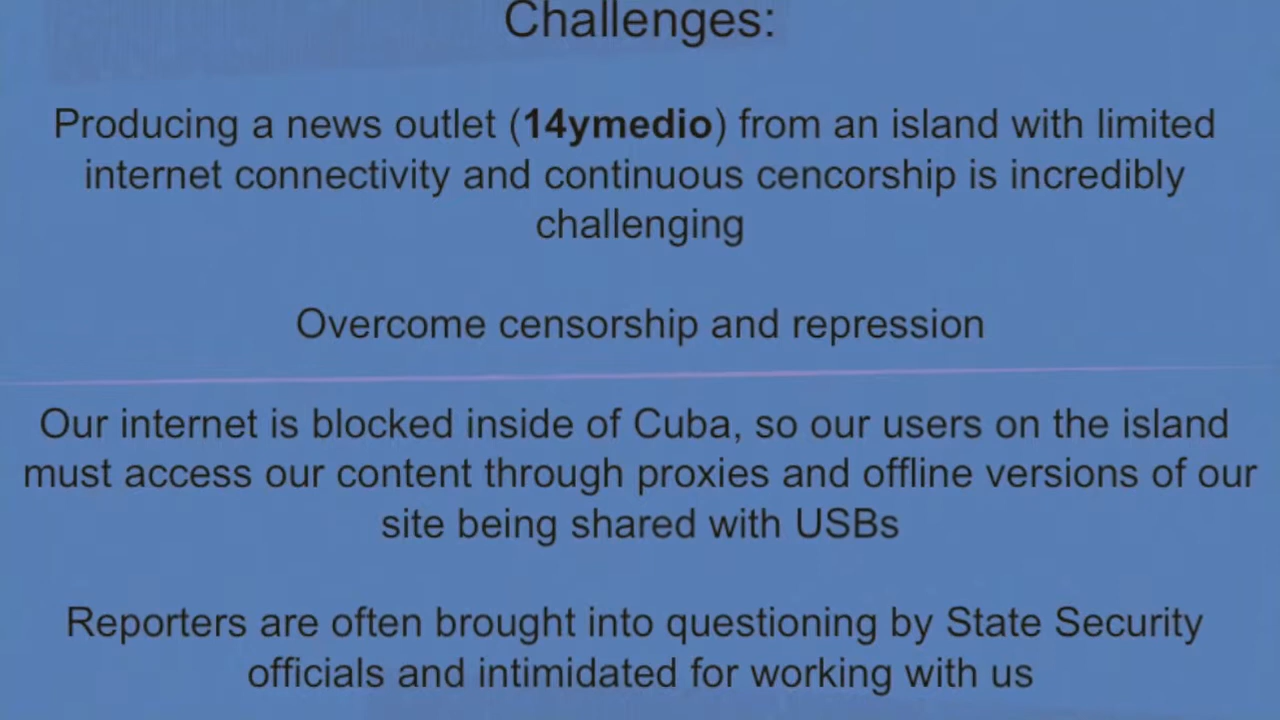 Challenges:
Producing a news outlet (14ymedio) from an island with limited
internet connectivity and continuous cencorship is incredibly
challenging
Overcome censorship and repression
Our internet is blocked inside of Cuba, so our users on the island
must access our content through proxies and offline versions of our
site being shared with USBs
Reporters are often brought into questioning by State Security
officials and intimidated for working with us